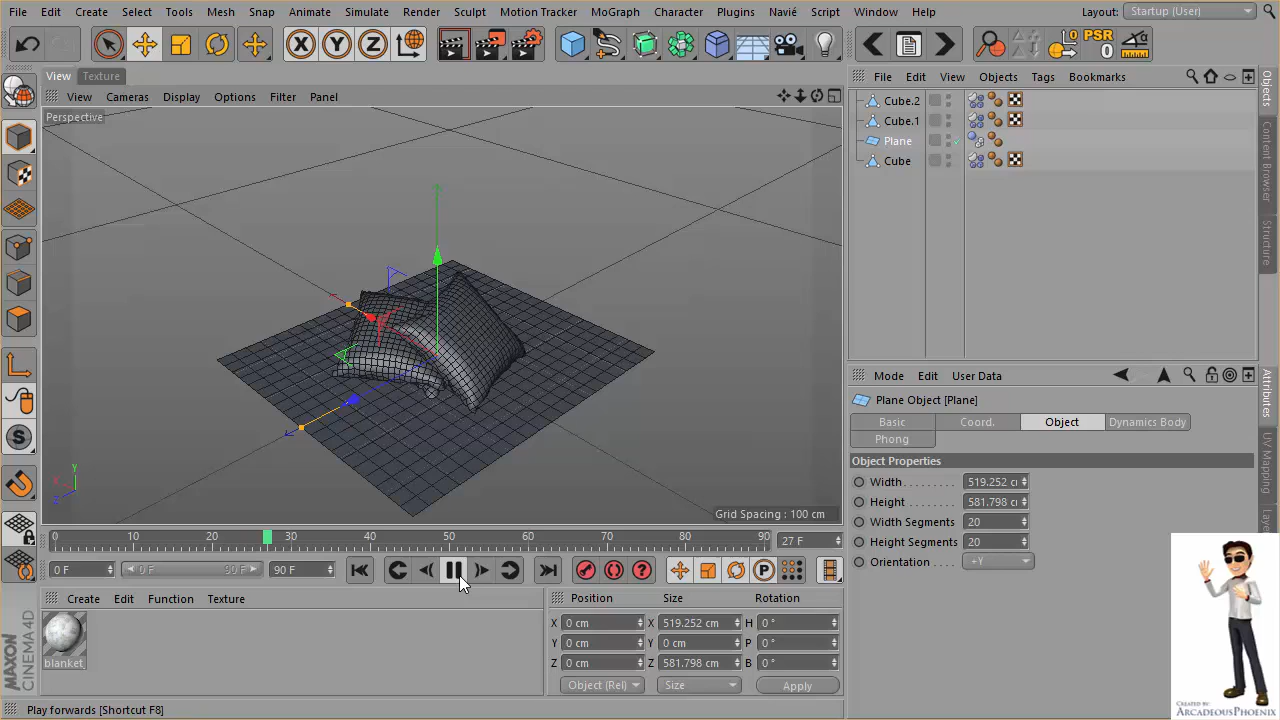 File Edit Create Select Tools Mesh Snap Animate Simulate Render Sculpt Motion Tracker MoGraph Character Plugins Navié Script Window Help Layout: Startup (User)
X Y Z PSR 0
View Texture
View Cameras Display Options Filter Panel
Perspective
Grid Spacing : 100 cm
Y
X
Z
File Edit View Objects Tags Bookmarks
Cube.2
Cube.1
Plane
Cube
Objects
Content Browser
Structure
Mode Edit User Data
Plane Object [Plane]
Basic Coord. Object Dynamics Body
Phong
Object Properties
Width 519.252 cr
Height 581.798 cr
Width Segments 20
Height Segments 20
Orientation +Y
Attributes
UV Mapping
0 10 20 30 40 50 60 70 80 90 27 F
0 F 0 F 90 F 90 F
Create Edit Function Texture
blanket
Position Size Rotation
X 0 cm X 519.252 cm H 0 °
Y 0 cm Y 0 cm P 0 °
Z 0 cm Z 581.798 cm B 0 °
Object (Rel) Size Apply
MAXON
CINEMA 4D
Play forwards [Shortcut F8]
CREATED BY:
ARCADEOUSPHOENIX